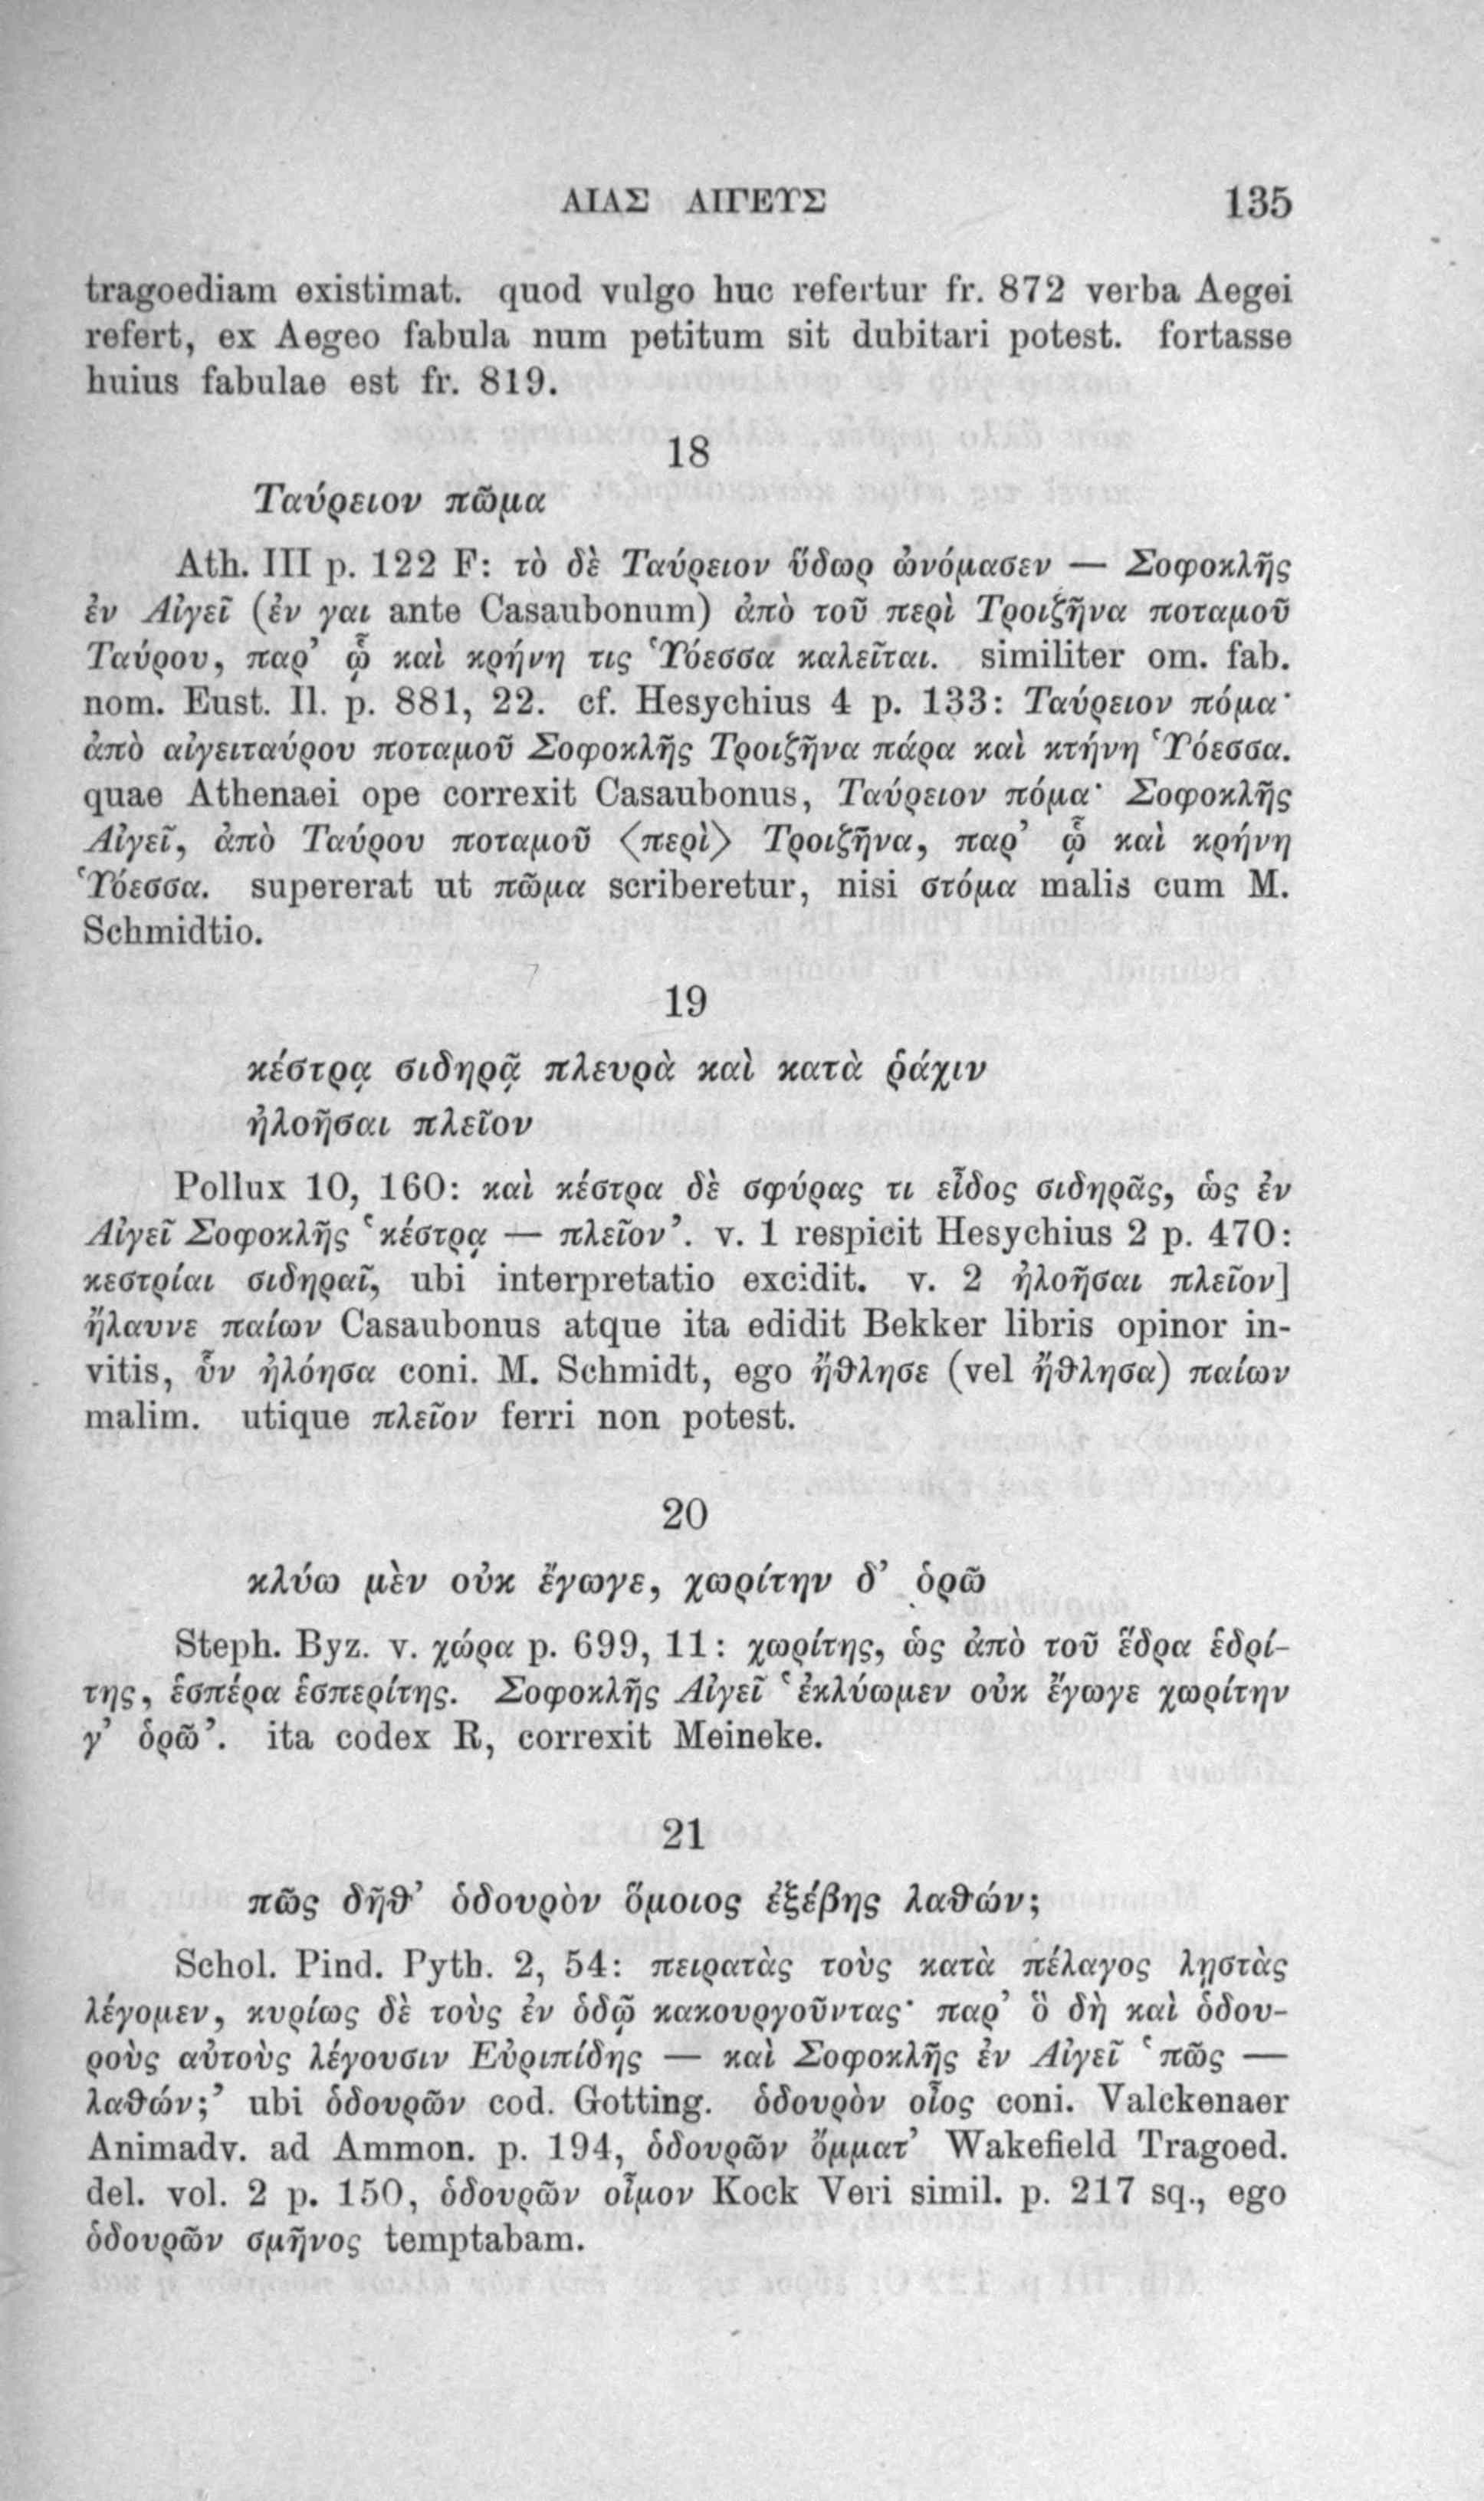 ΑΙΑΣ ΑΙΓΕΥΣ 135
tragoediam existimat. quod vulgo huc refertur fr. 872 verba Aegei
refert, ex Aegeo fabula num petitum sit dubitari potest. fortasse
huius fabulae est fr. 819.
18
Ταύρειον πῶμα
Ath. III p. 122 F: τὸ δὲ Ταύρειον ὕδωρ ὠνόμασεν — Σοφοκλῆς
ἐν Αἰγεῖ (ἐν γαι ante Casaubonum) ἀπὸ τοῦ περὶ Τροιζῆνα ποταμοῦ
Ταύρου, παρ’ ᾧ καὶ κρήνη τις Ὑόεσσα καλεῖται. similiter om. fab.
nom. Eust. Il. p. 881, 22. cf. Hesychius 4 p. 133: Ταύρειον πόμα·
ἀπὸ αἰγειταύρου ποταμοῦ Σοφοκλῆς Τροιζῆνα πάρα καὶ κτήνη Ὑόεσσα.
quae Athenaei ope correxit Casaubonus, Ταύρειον πόμα· Σοφοκλῆς
Αἰγεῖ, ἀπὸ Ταύρου ποταμοῦ ⟨περὶ⟩ Τροιζῆνα, παρ’ ᾧ καὶ κρήνη
Ὑόεσσα. supererat ut πῶμα scriberetur, nisi στόμα malis cum M.
Schmidtio.
19
κέστρᾳ σιδηρᾷ πλευρὰ καὶ κατὰ ῥάχιν
ἠλοῆσαι πλεῖον
Pollux 10, 160: καὶ κέστρα δὲ σφύρας τι εἶδος σιδηρᾶς, ὡς ἐν
Αἰγεῖ Σοφοκλῆς ‘κέστρᾳ — πλεῖον’. v. 1 respicit Hesychius 2 p. 470:
κεστρίαι σιδηραῖ, ubi interpretatio excidit. v. 2 ἠλοῆσαι πλεῖον]
ἤλαυνε παίων Casaubonus atque ita edidit Bekker libris opinor in-
vitis, ὗν ἠλόησα coni. M. Schmidt, ego ἤθλησε (vel ἤθλησα) παίων
malim. utique πλεῖον ferri non potest.
20
κλύω μὲν οὐκ ἔγωγε, χωρίτην δ’ ὁρῶ
Steph. Byz. v. χώρα p. 699, 11: χωρίτης, ὡς ἀπὸ τοῦ ἕδρα ἑδρί-
της, ἑσπέρα ἑσπερίτης. Σοφοκλῆς Αἰγεῖ ‘ἐκλύωμεν οὐκ ἔγωγε χωρίτην
γ’ ὁρῶ’. ita codex R, correxit Meineke.
21
πῶς δῆθ’ ὁδουρὸν ὅμοιος ἐξέβης λαθών;
Schol. Pind. Pyth. 2, 54: πειρατὰς τοὺς κατὰ πέλαγος λῃστὰς
λέγομεν, κυρίως δὲ τοὺς ἐν ὁδῷ κακουργοῦντας· παρ’ ὃ δὴ καὶ ὁδου-
ροὺς αὐτοὺς λέγουσιν Εὐριπίδης — καὶ Σοφοκλῆς ἐν Αἰγεῖ ‘πῶς —
λαθών;’ ubi ὁδουρῶν cod. Gotting. ὁδουρὸν οἷος coni. Valckenaer
Animadv. ad Ammon. p. 194, ὁδουρῶν ὄμματ’ Wakefield Tragoed.
del. vol. 2 p. 150, ὁδουρῶν οἶμον Kock Veri simil. p. 217 sq., ego
ὁδουρῶν σμῆνος temptabam.